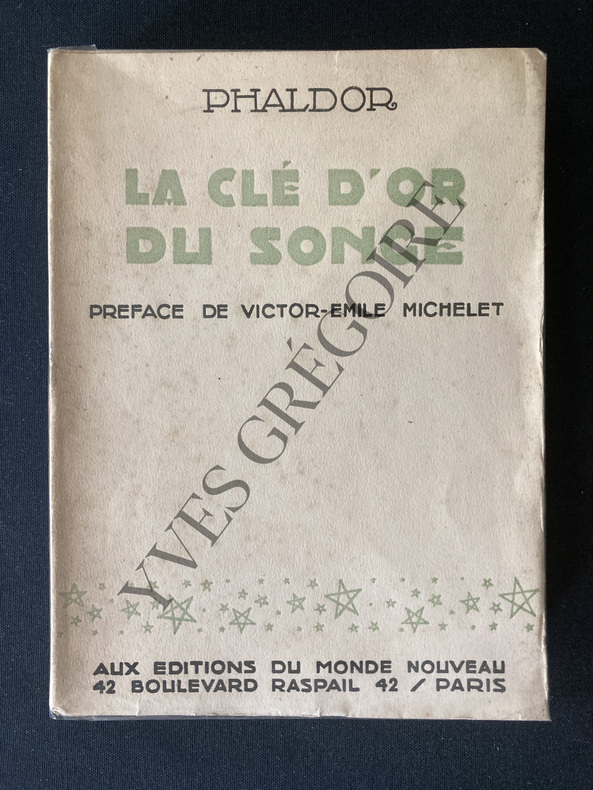 PHALDOR
LA CLÉ D'OR
DU SONGE
PREFACE DE VICTOR-EMILE MICHELET
YVES GRÉGOIRE
AUX EDITIONS DU MONDE NOUVEAU
42 BOULEVARD RASPAIL 42 / PARIS